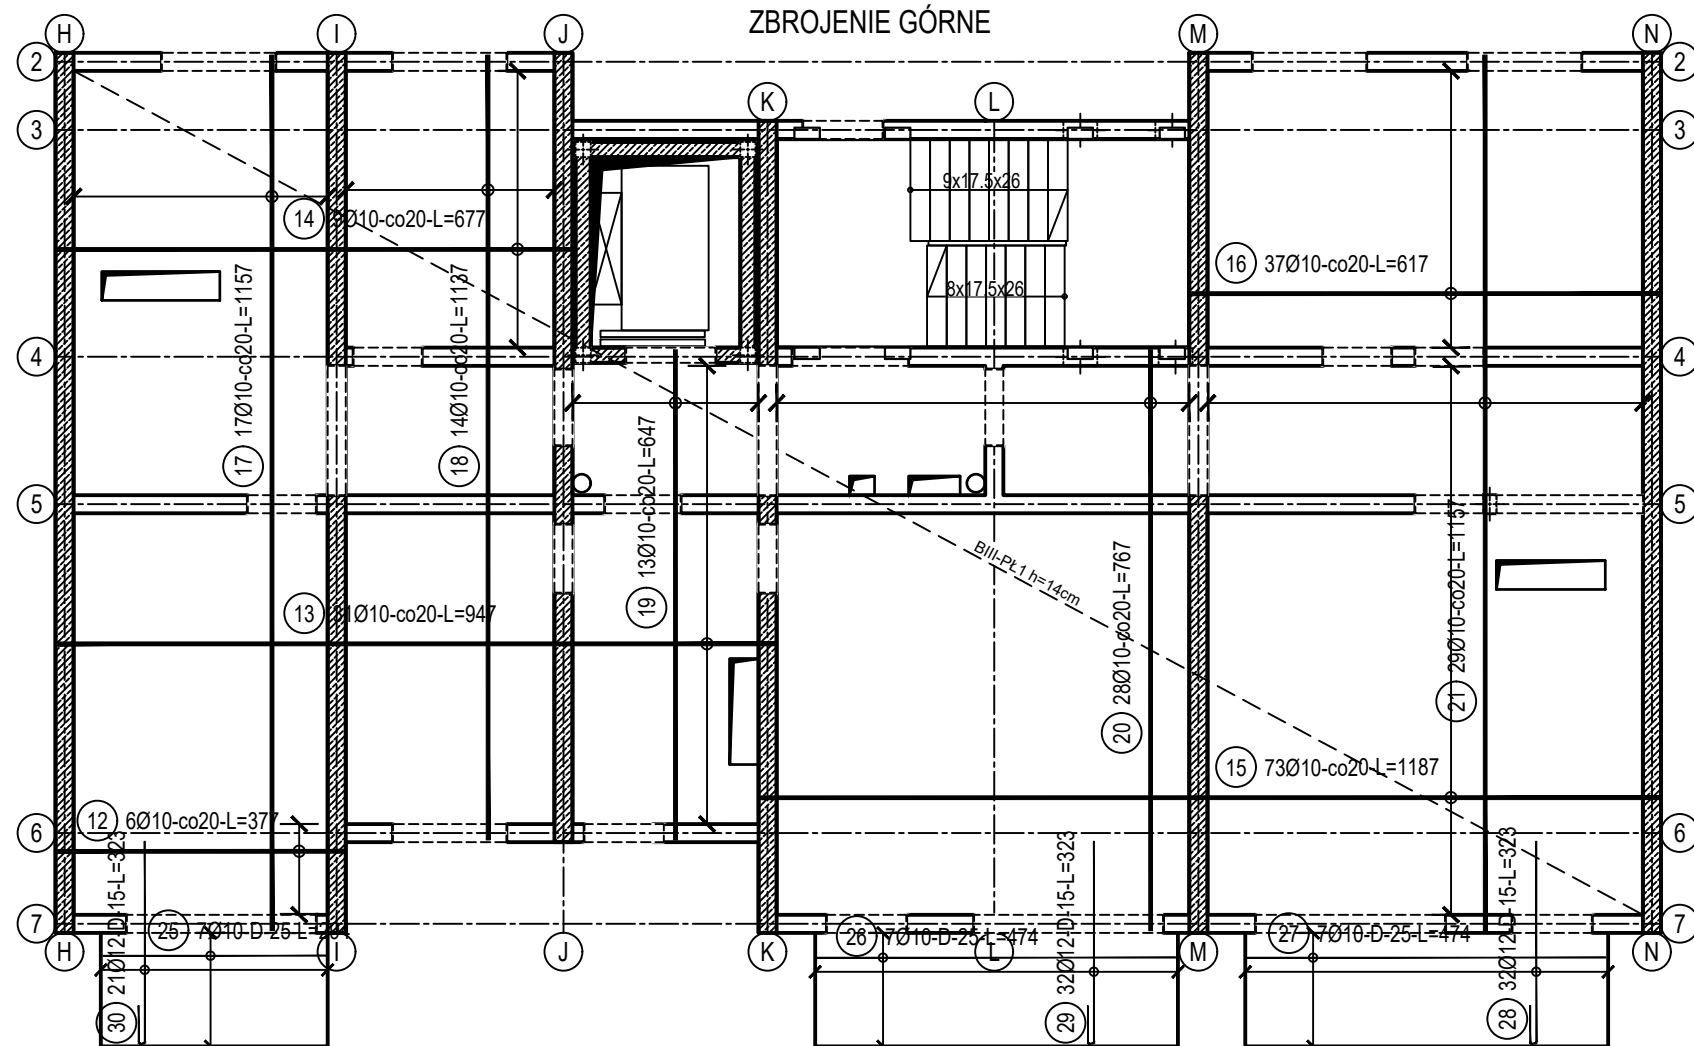 ZBROJENIE GÓRNE
H
I
J
M
N
2
2
K
L
3
3
9x17.5x26
14
Ø10-co20-L=677
16 37Ø10-co20-L=617
8x17.5x26
17 17Ø10-co20-L=1157
18 14Ø10-co20-L=1137
4
4
19 13Ø10-co20-L=647
5
5
20 28Ø10-co20-L=767
21 29Ø10-co20-L=1157
BIII-PŁ1 h=14cm
13 31Ø10-co20-L=947
15 73Ø10-co20-L=1187
12 6Ø10-co20-L=377
6
6
30 21Ø12-D-15-L=323
29 32Ø12-D-15-L=323
28 32Ø12-D-15-L=323
7
7
25 7Ø10-D-25-L=
26 7Ø10-D-25-L=474
27 7Ø10-D-25-L=474
H
I
J
K
L
M
N